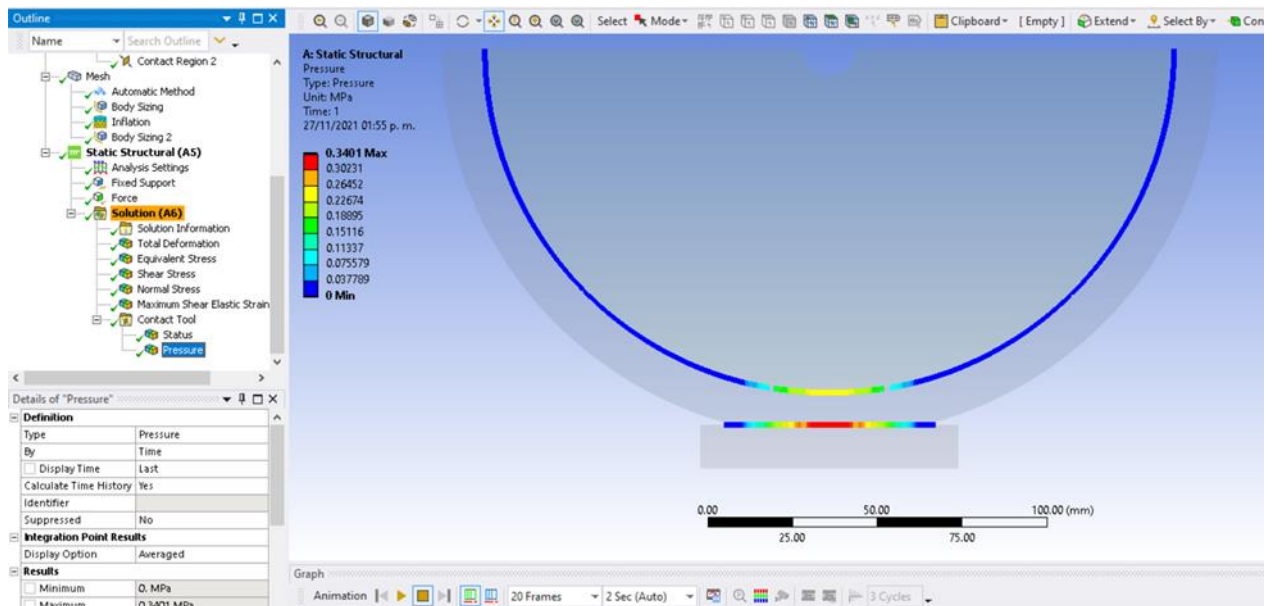 Outline
Name
Search Outline
Contact Region 2
Mesh
Automatic Method
Body Sizing
Inflation
Body Sizing 2
Static Structural (A5)
Analysis Settings
Fixed Support
Force
Solution (A6)
Solution Information
Total Deformation
Equivalent Stress
Shear Stress
Normal Stress
Maximum Shear Elastic Strain
Contact Tool
Status
Pressure
Details of "Pressure"
Definition
Type Pressure
By Time
Display Time Last
Calculate Time History Yes
Identifier
Suppressed No
Integration Point Results
Display Option Averaged
Results
Minimum 0. MPa
Maximum 0.3401 MPa
Select Mode
Clipboard [ Empty ] Extend Select By Con
A: Static Structural
Pressure
Type: Pressure
Unit: MPa
Time: 1
27/11/2021 01:55 p. m.
0.3401 Max
0.30231
0.26452
0.22674
0.18895
0.15116
0.11337
0.075579
0.037789
0 Min
0.00 50.00 100.00 (mm)
25.00 75.00
Graph
Animation 20 Frames 2 Sec (Auto) 3 Cycles